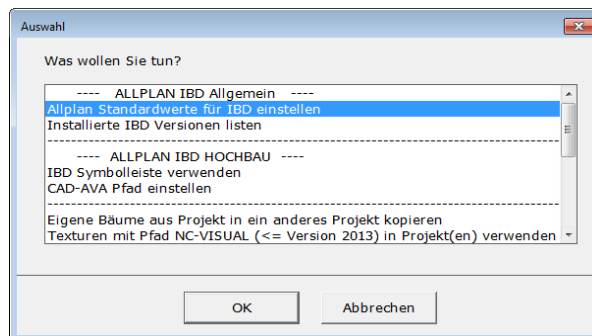 Auswahl
Was wollen Sie tun?
---- ALLPLAN IBD Allgemein ----
Allplan Standardwerte für IBD einstellen
Installierte IBD Versionen listen
--------------------------------------------------------------------------------
---- ALLPLAN IBD HOCHBAU ----
IBD Symbolleiste verwenden
CAD-AVA Pfad einstellen
--------------------------------------------------------------------------------
Eigene Bäume aus Projekt in ein anderes Projekt kopieren
Texturen mit Pfad NC-VISUAL (<= Version 2013) in Projekt(en) verwenden
OK Abbrechen